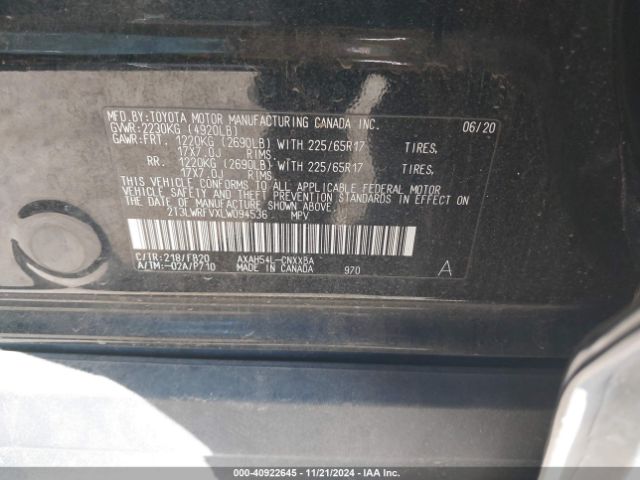 MFD.BY:TOYOTA MOTOR MANUFACTURING CANADA INC. 06/20
GVWR:2230KG (4920LB)
GAWR:FRT. 1220KG (2690LB) WITH 225/65R17 TIRES,
17X7.0J RIMS.
RR. 1220KG (2690LB) WITH 225/65R17 TIRES,
17X7.0J RIMS.
THIS VEHICLE CONFORMS TO ALL APPLICABLE FEDERAL MOTOR
VEHICLE SAFETY AND THEFT PREVENTION STANDARDS IN EFFECT ON
THE DATE OF MANUFACTURE SHOWN ABOVE.
2T3LWRFVXLW094536 MPV
C/TR:218/FB20 AXAH54L-CNXXBA
A/TM:-02A/P710 MADE IN CANADA 970 A
000-40922645 - 11/21/2024 - IAA Inc.